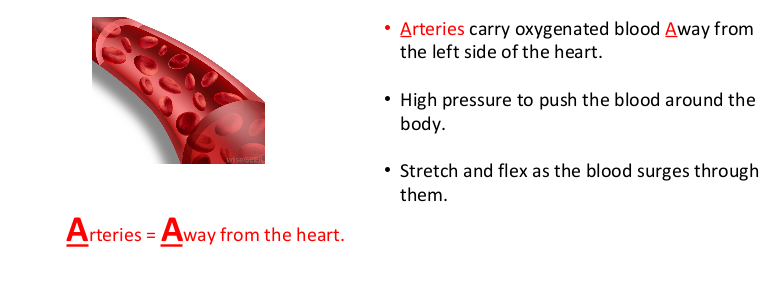 • Arteries carry oxygenated blood Away from
the left side of the heart.
• High pressure to push the blood around the
body.
• Stretch and flex as the blood surges through
them.
Arteries = Away from the heart.